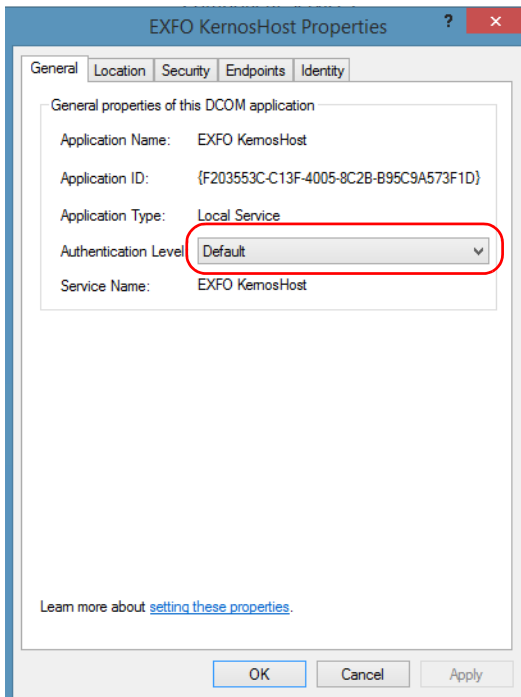 EXFO KernosHost Properties
?
×
General Location Security Endpoints Identity
General properties of this DCOM application
Application Name: EXFO KernosHost
Application ID: {F203553C-C13F-4005-8C2B-B95C9A573F1D}
Application Type: Local Service
Authentication Level Default
Service Name: EXFO KernosHost
Learn more about setting these properties.
OK Cancel Apply